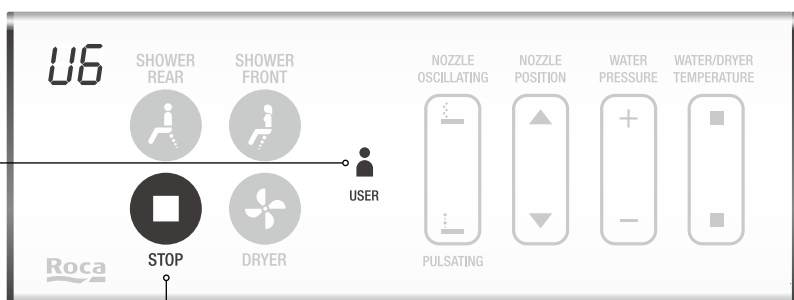 U6
SHOWER
REAR
SHOWER
FRONT
NOZZLE
OSCILLATING
NOZZLE
POSITION
WATER
PRESSURE
WATER/DRYER
TEMPERATURE
USER
STOP
DRYER
PULSATING
Roca